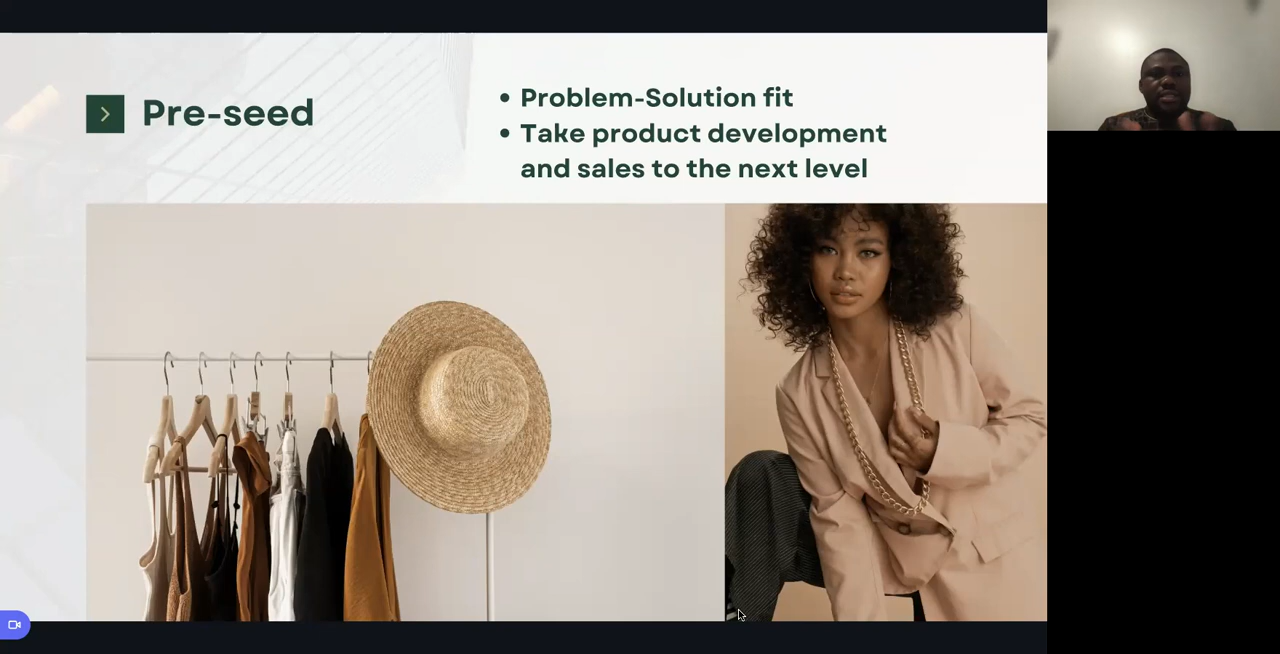 Pre-seed
• Problem-Solution fit
• Take product development
and sales to the next level